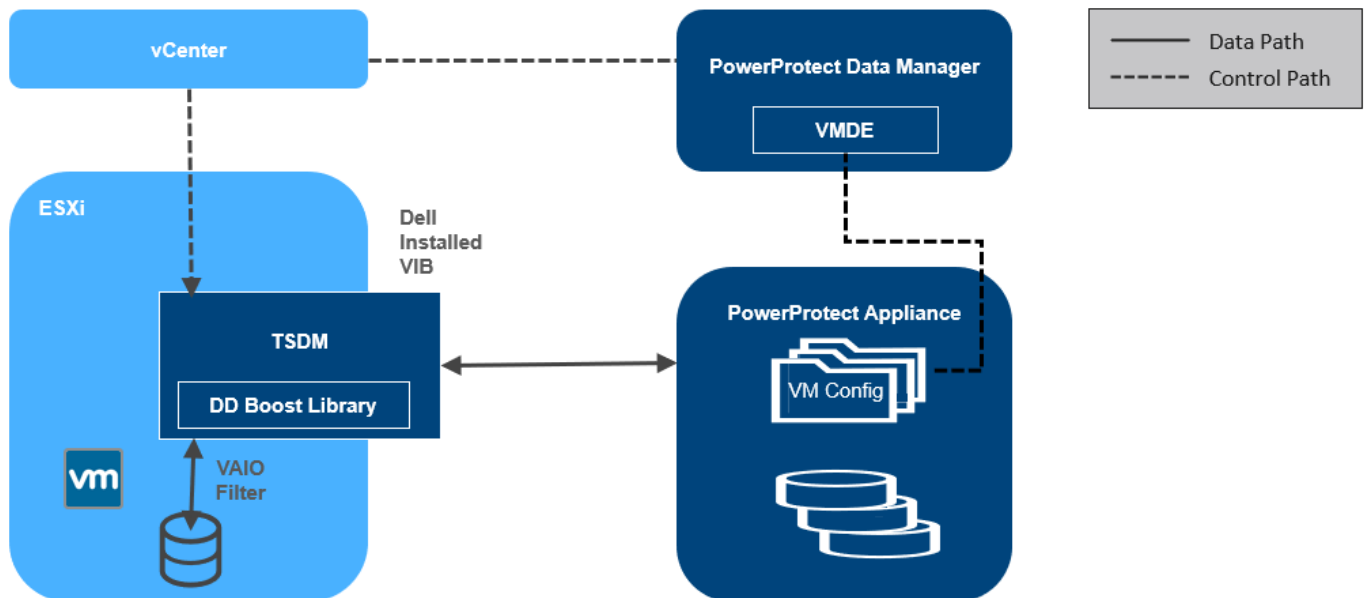 vCenter
PowerProtect Data Manager
VMDE
Data Path
Control Path
ESXi
Dell
Installed
VIB
TSDM
DD Boost Library
PowerProtect Appliance
VM Config
vm
VAIO
Filter